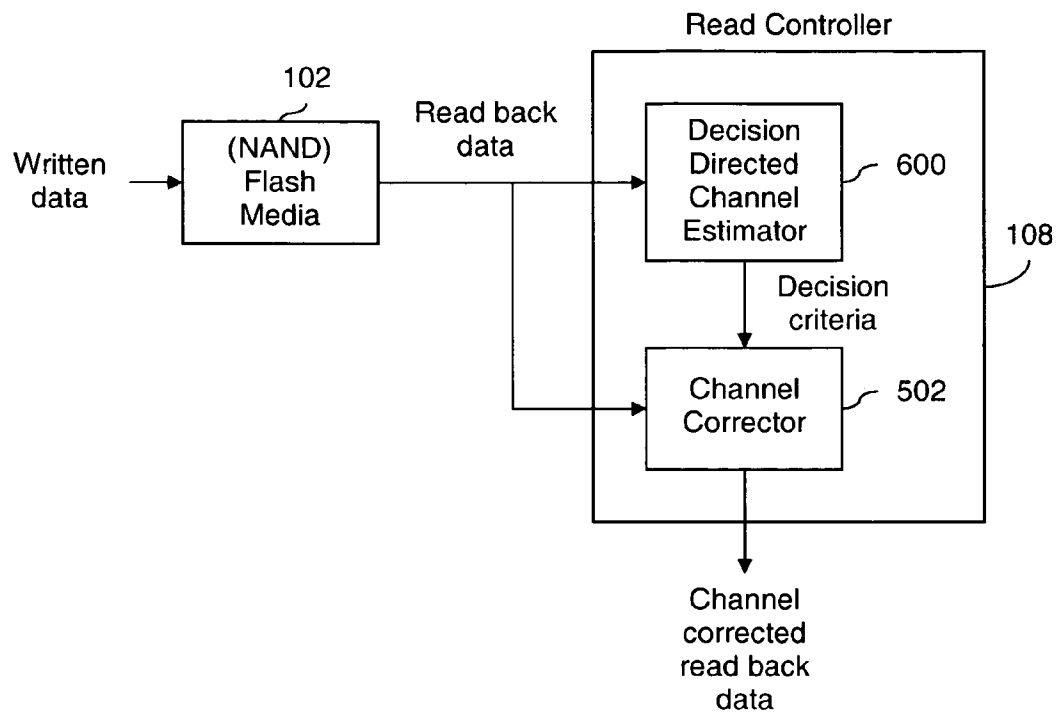 Read Controller
102
Written
data
(NAND)
Flash
Media
Read back
data
Decision
Directed
Channel
Estimator
600
108
Decision
criteria
Channel
Corrector
502
Channel
corrected
read back
data